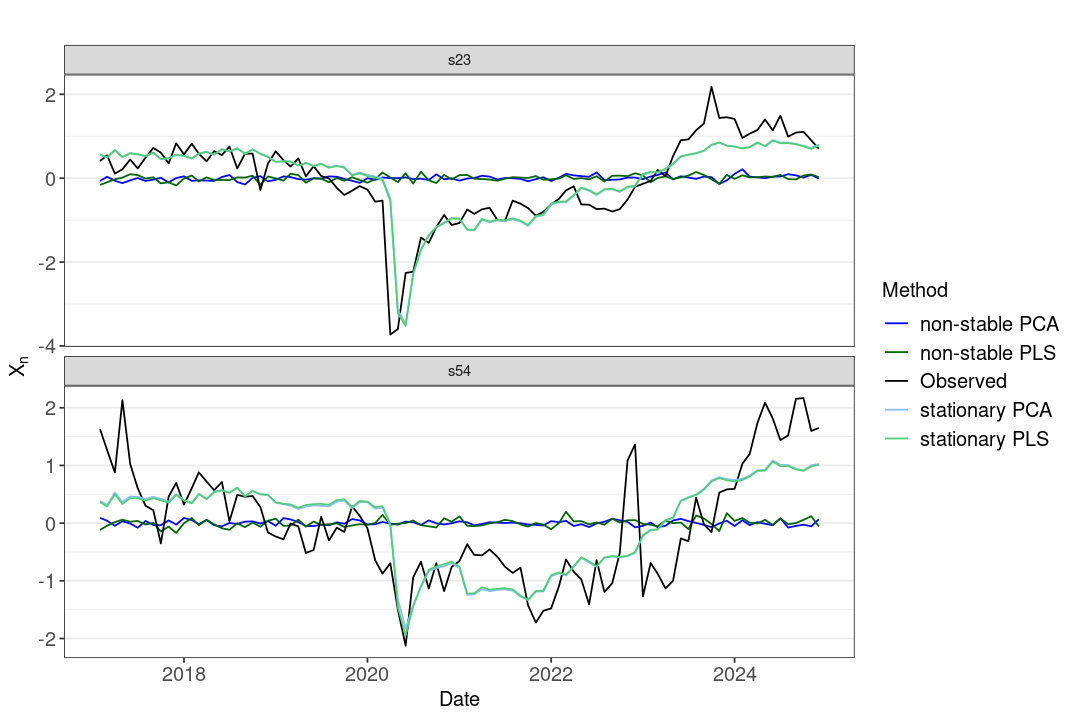 s23
2
0
-2
-4
s54
2
1
0
-1
-2
Xn
2018 2020 2022 2024
Date
Method
non-stable PCA
non-stable PLS
Observed
stationary PCA
stationary PLS